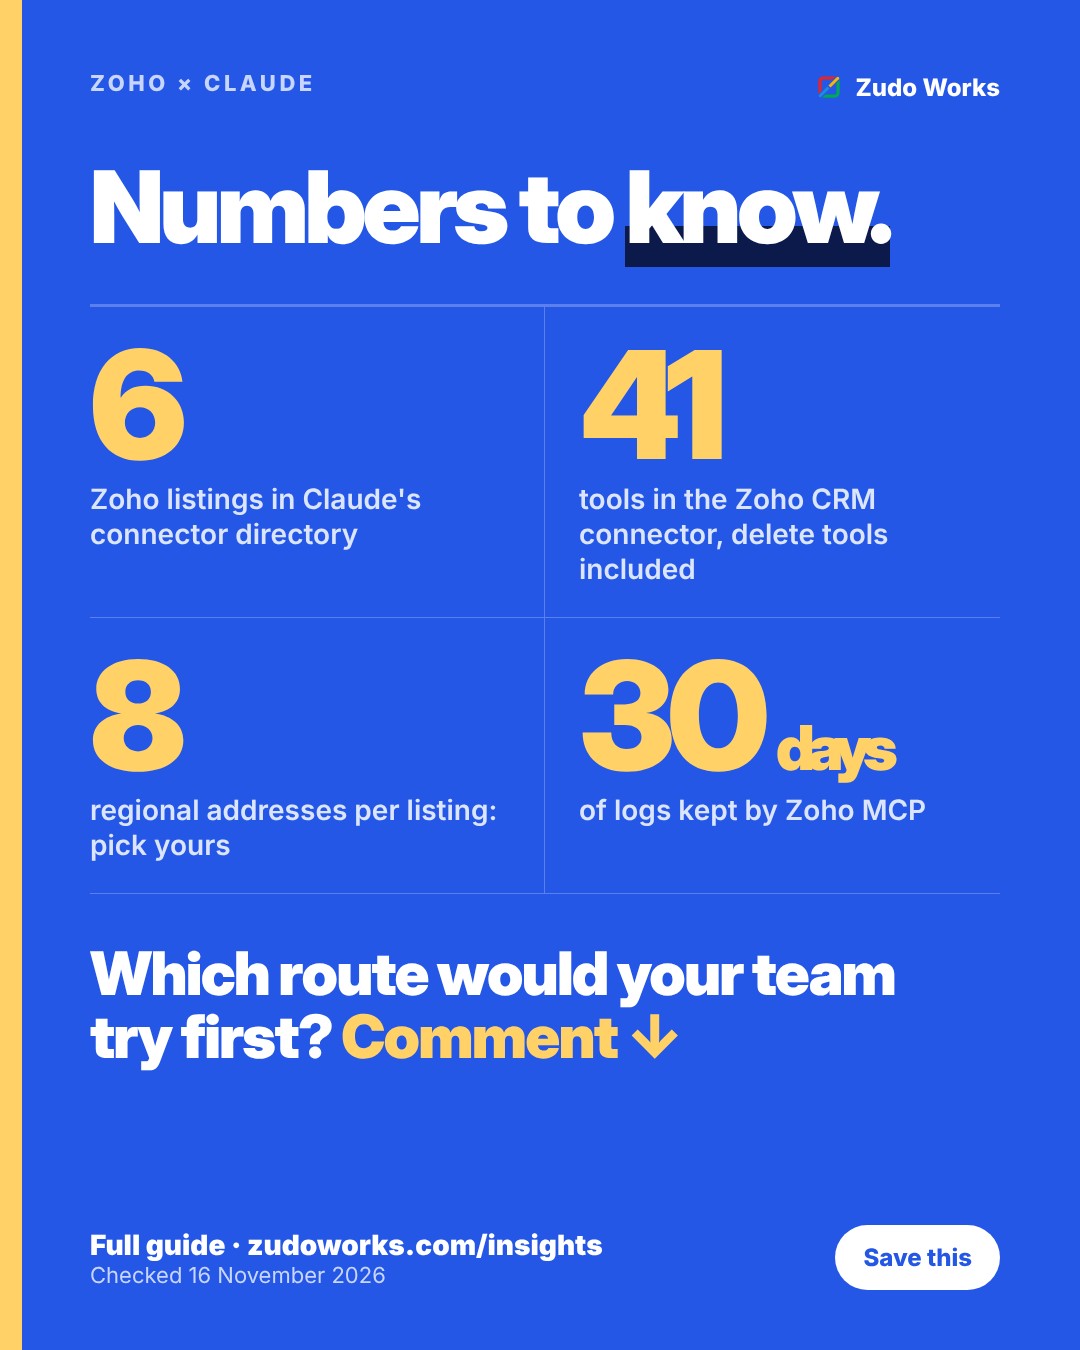 ZOHO × CLAUDE
Zudo Works
Numbers to know.
6
Zoho listings in Claude's
connector directory
41
tools in the Zoho CRM
connector, delete tools
included
8
regional addresses per listing:
pick yours
30 days
of logs kept by Zoho MCP
Which route would your team
try first? Comment ↓
Full guide · zudoworks.com/insights
Checked 16 November 2026
Save this